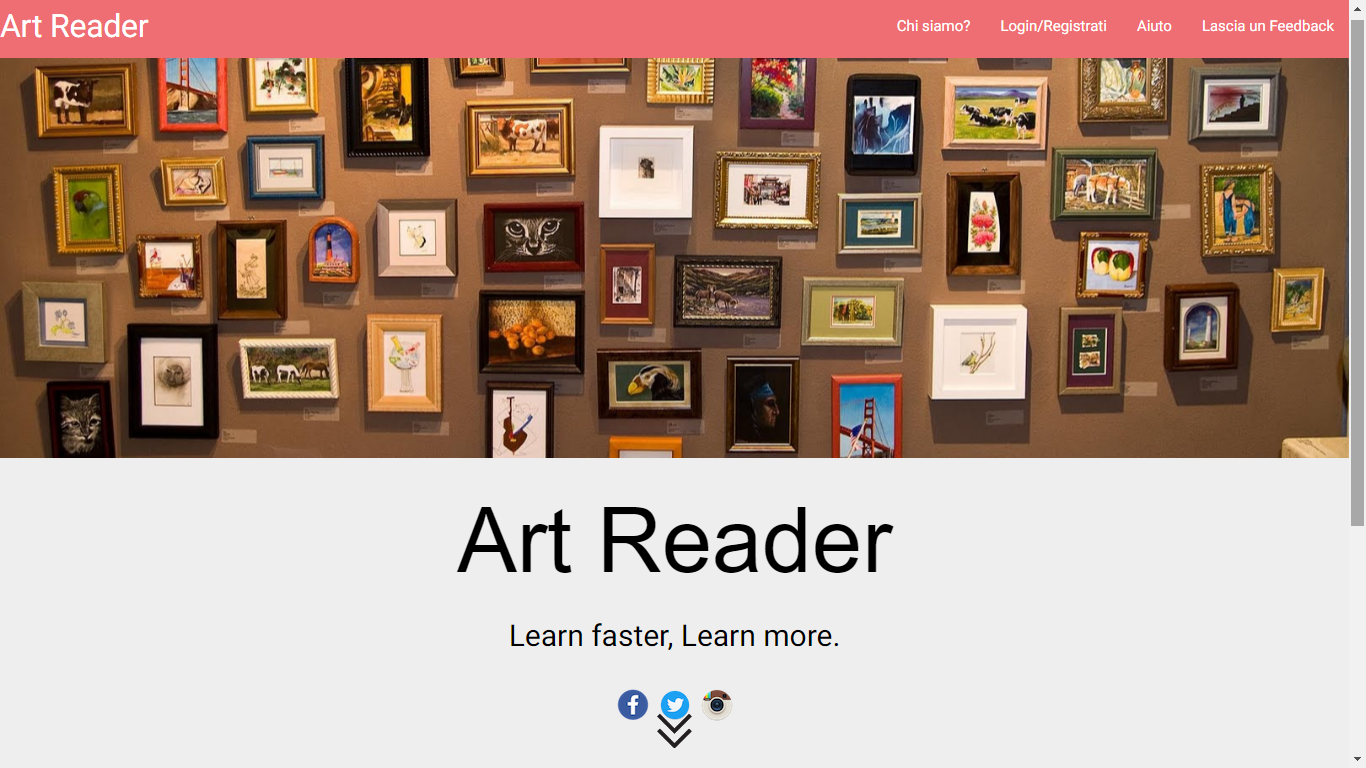 Art Reader
Chi siamo? Login/Registrati Aiuto Lascia un Feedback
Art Reader
Learn faster, Learn more.